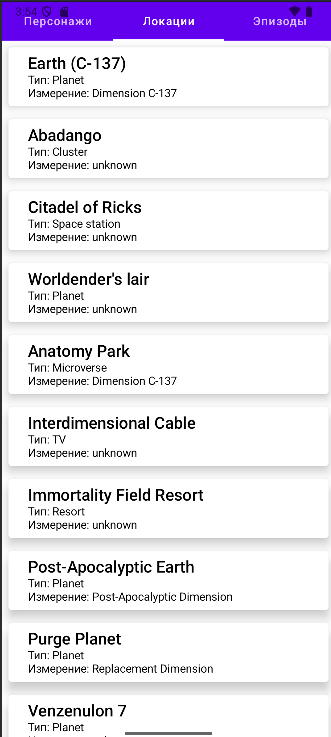 3:54
Персонажи Локации Эпизоды
Earth (C-137)
Тип: Planet
Измерение: Dimension C-137
Abadango
Тип: Cluster
Измерение: unknown
Citadel of Ricks
Тип: Space station
Измерение: unknown
Worldender's lair
Тип: Planet
Измерение: unknown
Anatomy Park
Тип: Microverse
Измерение: Dimension C-137
Interdimensional Cable
Тип: TV
Измерение: unknown
Immortality Field Resort
Тип: Resort
Измерение: unknown
Post-Apocalyptic Earth
Тип: Planet
Измерение: Post-Apocalyptic Dimension
Purge Planet
Тип: Planet
Измерение: Replacement Dimension
Venzenulon 7
Тип: Planet